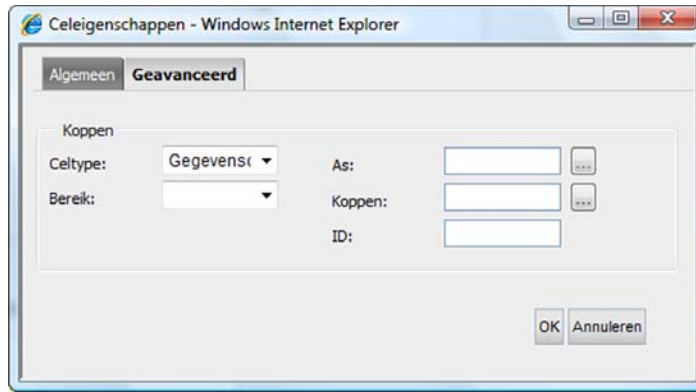 Celeigenschappen - Windows Internet Explorer
Algemeen Geavanceerd
Koppen
Celtype: Gegevensc As: ...
Bereik: Koppen: ...
ID:
OK Annuleren